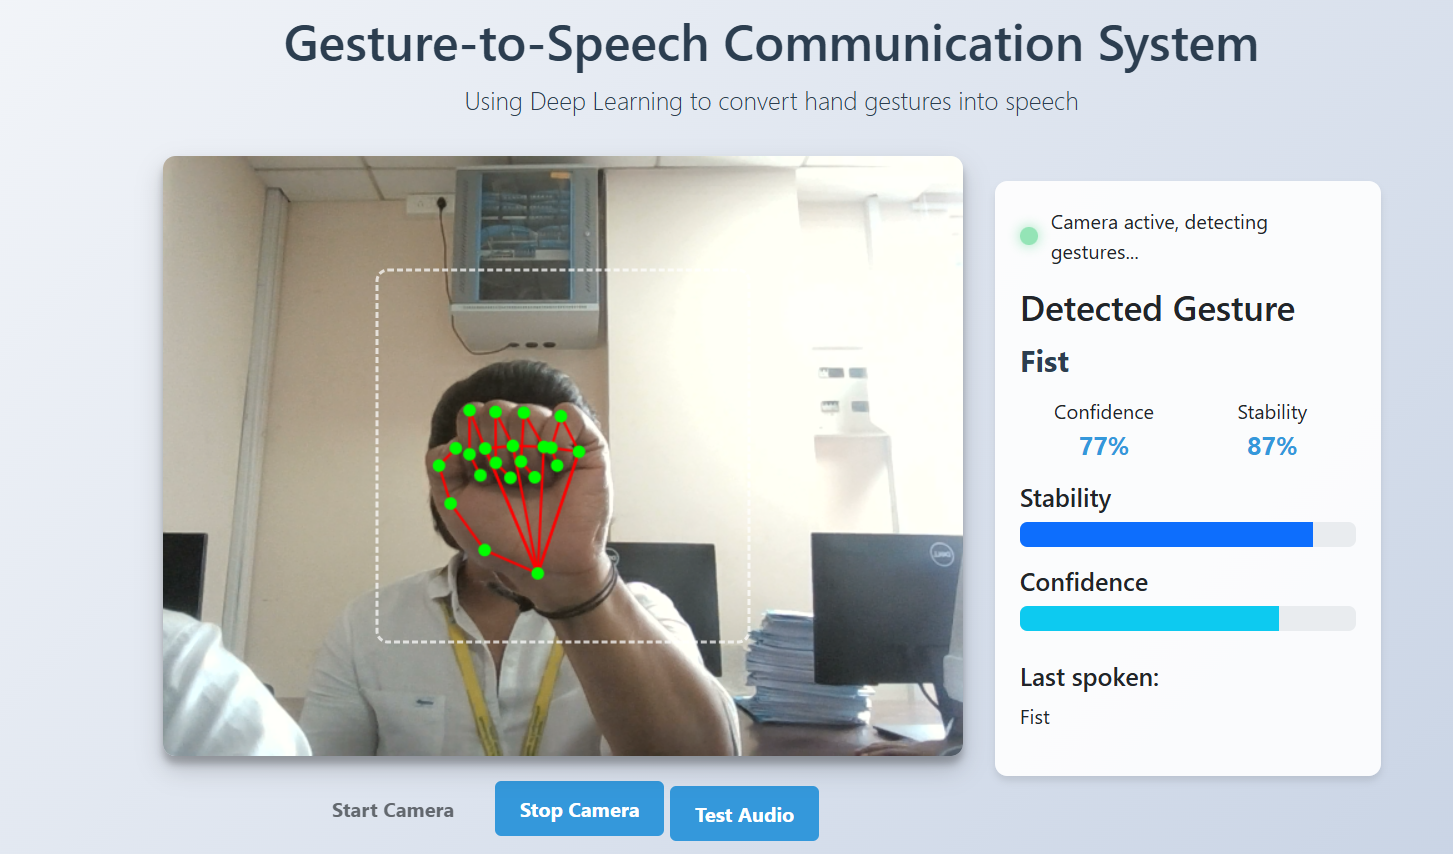 Gesture-to-Speech Communication System
Using Deep Learning to convert hand gestures into speech
Camera active, detecting
gestures...
Detected Gesture
Fist
Confidence
Stability
77%
87%
Stability
Confidence
Last spoken:
Fist
Start Camera
Stop Camera
Test Audio